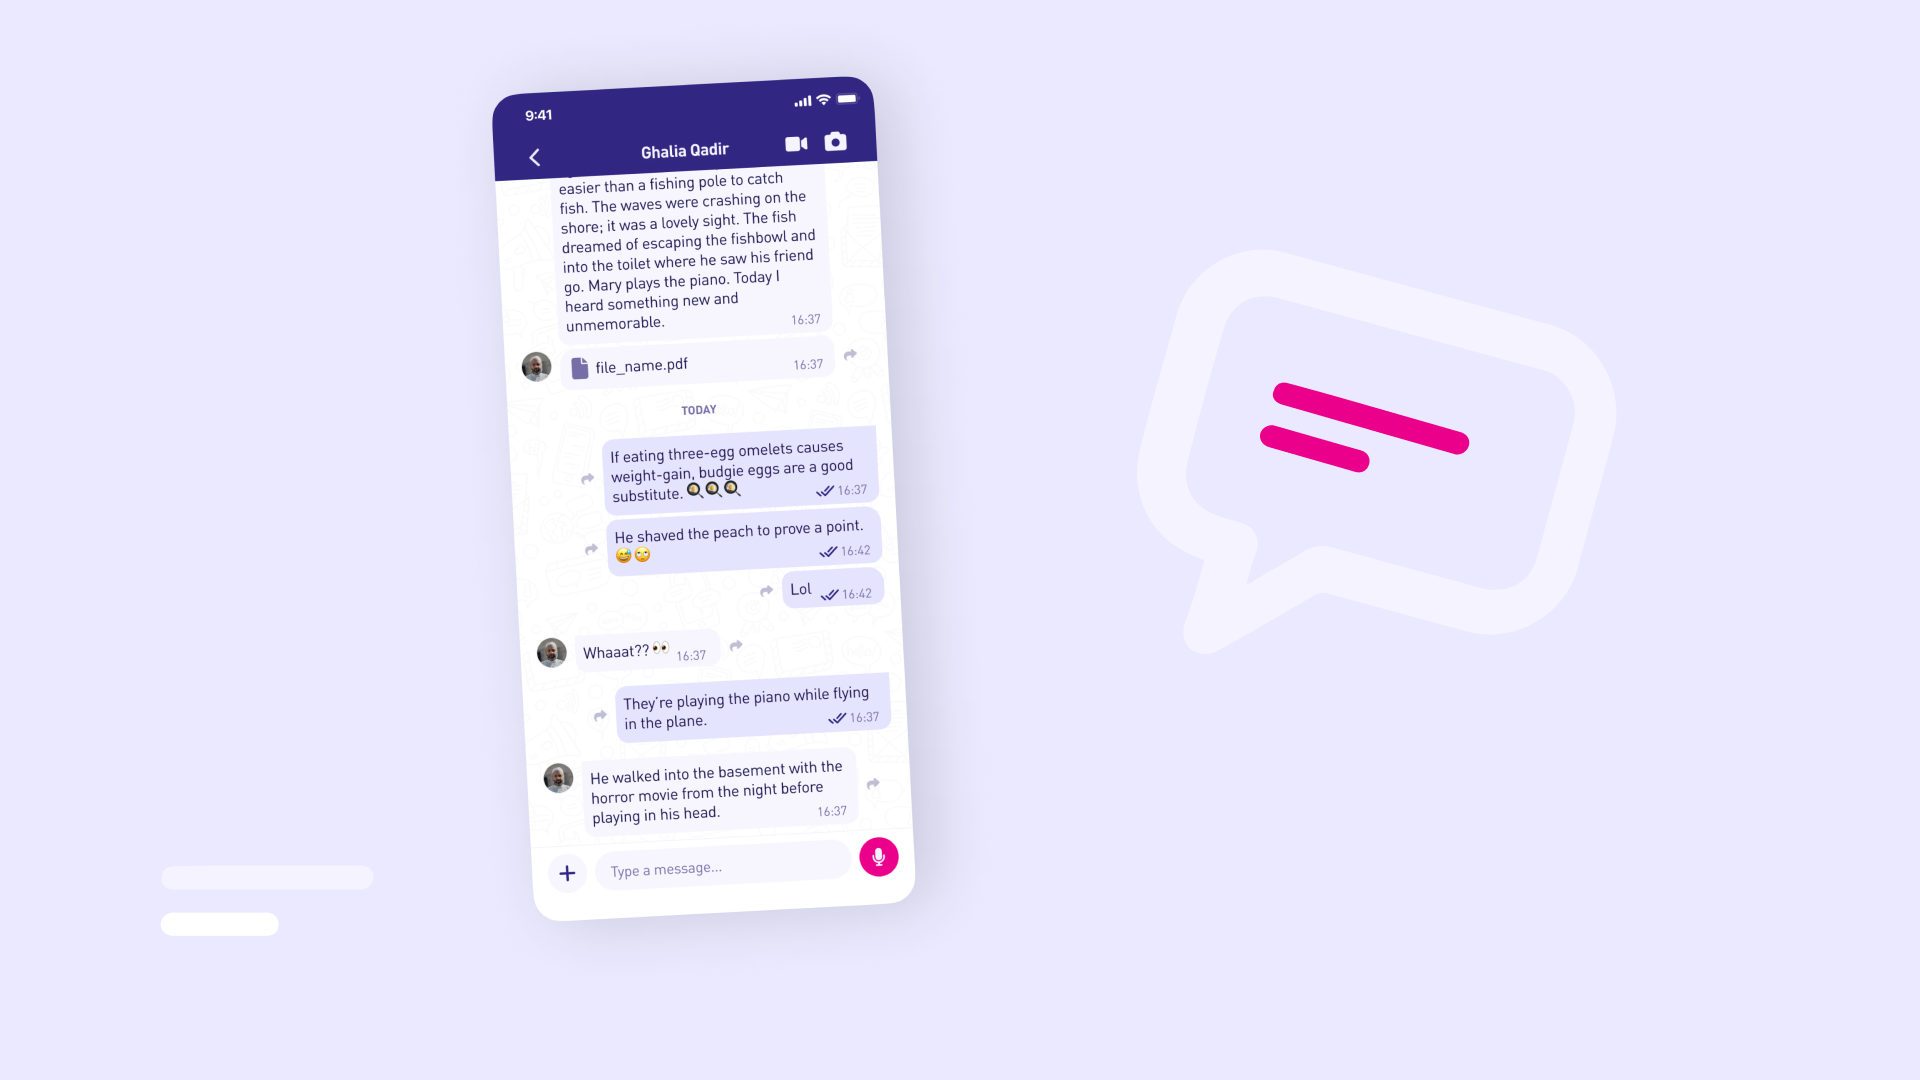 9:41
Ghalia Qadir
easier than a fishing pole to catch
fish. The waves were crashing on the
shore; it was a lovely sight. The fish
dreamed of escaping the fishbowl and
into the toilet where he saw his friend
go. Mary plays the piano. Today I
heard something new and
unmemorable.
16:37
file_name.pdf
16:37
TODAY
If eating three-egg omelets causes
weight-gain, budgie eggs are a good
substitute. 🍳🍳🍳
16:37
He shaved the peach to prove a point.
😅🙄
16:42
Lol
16:42
Whaaat??👀
16:37
They’re playing the piano while flying
in the plane.
16:37
He walked into the basement with the
horror movie from the night before
playing in his head.
16:37
Type a message...